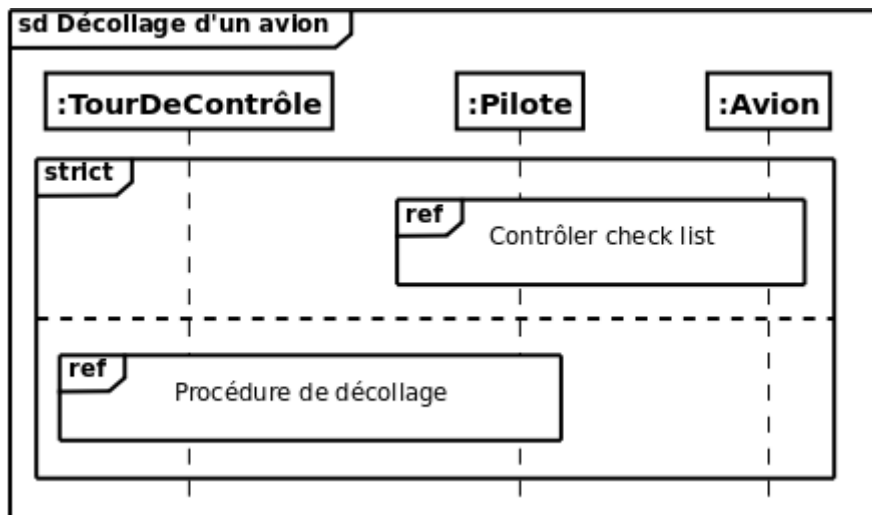 sd Décollage d'un avion
:TourDeContrôle :Pilote :Avion
strict
ref
Contrôler check list
ref
Procédure de décollage